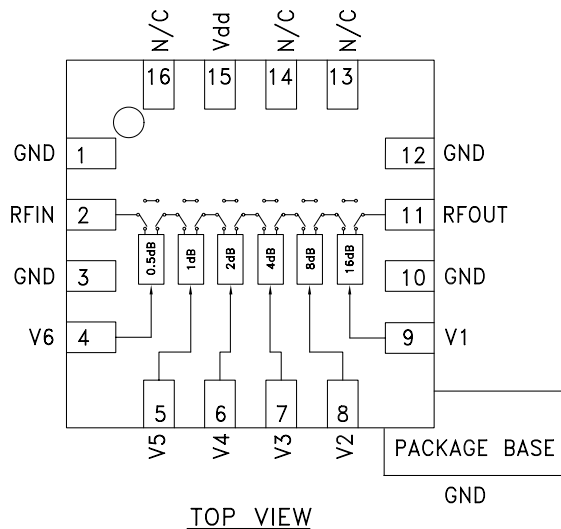 N/C Vdd N/C N/C
16 15 14 13
GND 1 12 GND
RFIN 2 11 RFOUT
0.5dB 1dB 2dB 4dB 8dB 16dB
GND 3 10 GND
V6 4 9 V1
5 6 7 8
V5 V4 V3 V2
PACKAGE BASE
GND
TOP VIEW